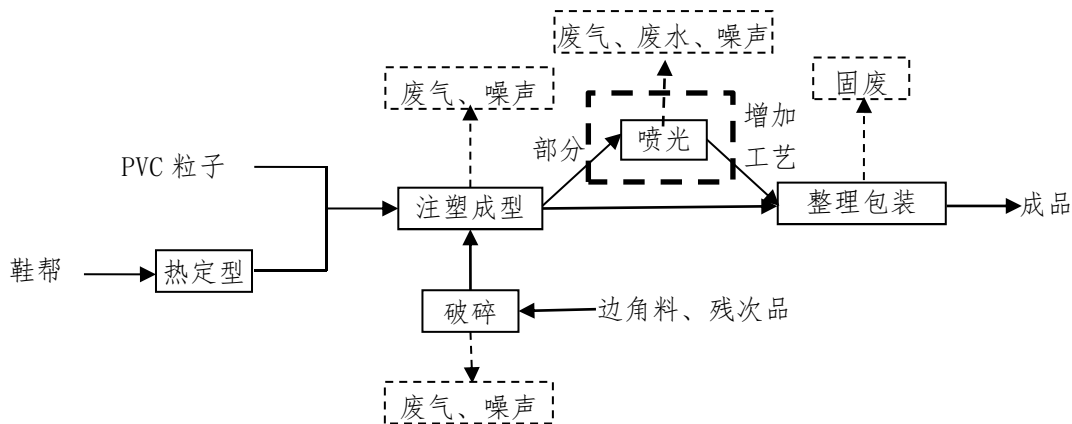 废气、废水、噪声
废气、噪声
固废
增加
工艺
喷光
部分
PVC 粒子
注塑成型
整理包装
成品
鞋帮
热定型
破碎
边角料、残次品
废气、噪声